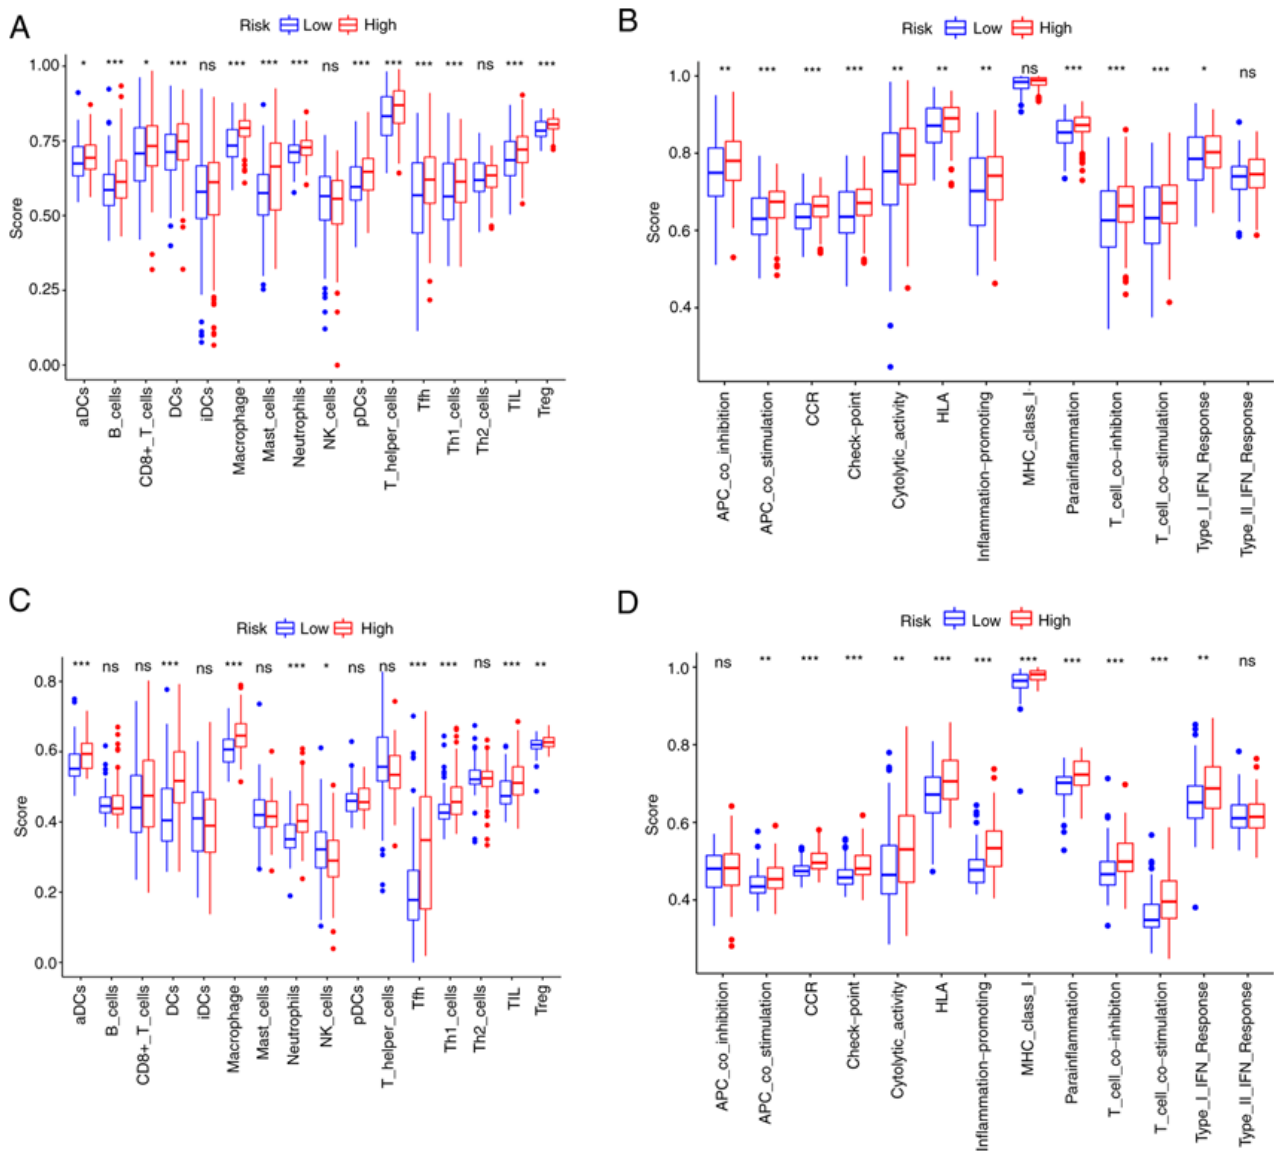 A
Risk Low High
1.00
0.75
0.50
0.25
0.00
Score
* *** * *** ns *** *** *** ns *** *** *** *** ns *** ***
aDCs
B_cells
CD8+_T_cells
DCs
iDCs
Macrophage
Mast_cells
Neutrophils
NK_cells
pDCs
T_helper_cells
Tfh
Th1_cells
Th2_cells
TIL
Treg
B
Risk Low High
1.0
0.8
0.6
0.4
Score
** *** *** *** ** ** ** ns *** *** *** * ns
APC_co_inhibition
APC_co_stimulation
CCR
Check-point
Cytolytic_activity
HLA
Inflammation-promoting
MHC_class_I
Parainflammation
T_cell_co-inhibiton
T_cell_co-stimulation
Type_I_IFN_Response
Type_II_IFN_Response
C
Risk Low High
0.8
0.6
0.4
0.2
0.0
Score
*** ns ns *** ns *** ns *** * ns ns *** *** ns *** **
aDCs
B_cells
CD8+_T_cells
DCs
iDCs
Macrophage
Mast_cells
Neutrophils
NK_cells
pDCs
T_helper_cells
Tfh
Th1_cells
Th2_cells
TIL
Treg
D
Risk Low High
1.0
0.8
0.6
0.4
Score
ns ** *** *** ** *** *** *** *** *** *** ** ns
APC_co_inhibition
APC_co_stimulation
CCR
Check-point
Cytolytic_activity
HLA
Inflammation-promoting
MHC_class_I
Parainflammation
T_cell_co-inhibiton
T_cell_co-stimulation
Type_I_IFN_Response
Type_II_IFN_Response